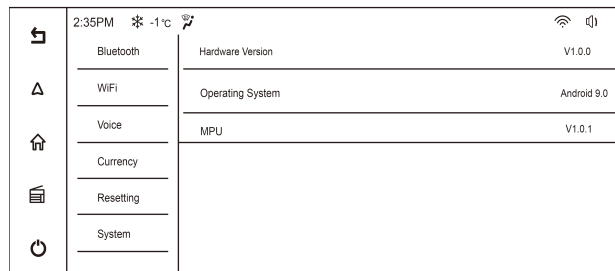 2:35PM -1℃
Bluetooth
WiFi
Voice
Currency
Resetting
System
Hardware Version V1.0.0
Operating System Android 9.0
MPU V1.0.1